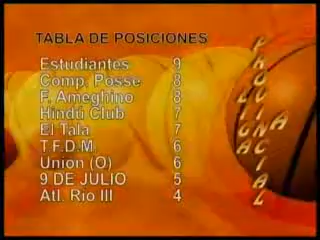 TABLA DE POSICIONES
Estudiantes 9
Comp. Posse 8
F. Ameghino 8
Hindú Club 7
El Tala 7
T.F.D.M. 6
Union (O) 6
9 DE JULIO 5
Atl. Rio III 4
LIGA
PROVINCIAL